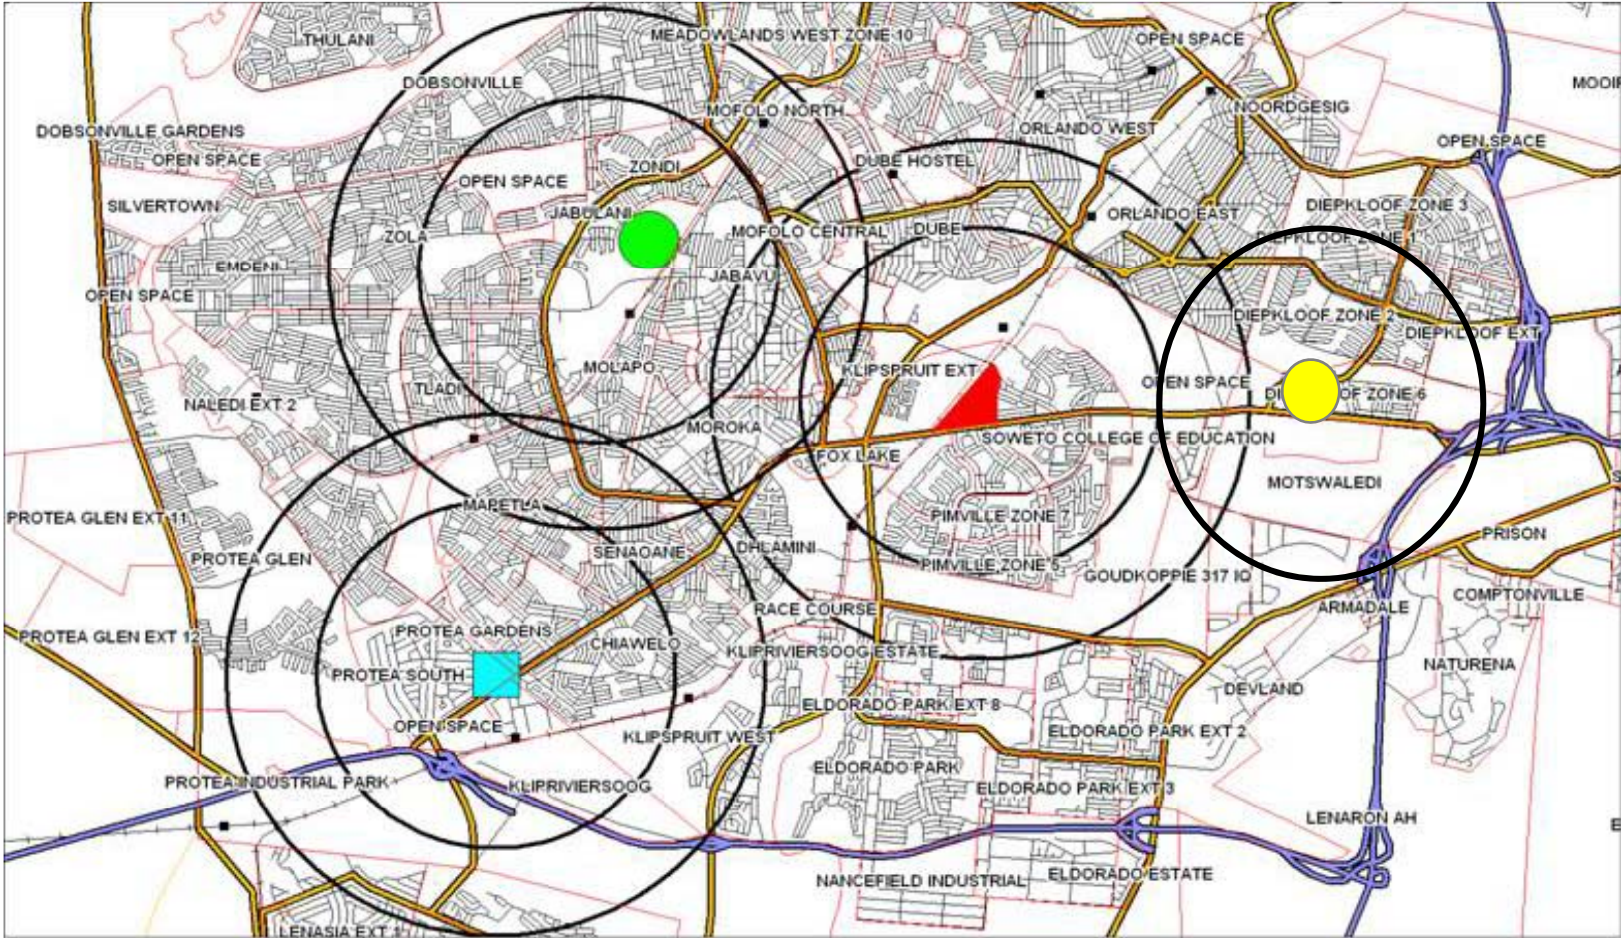 THULANI
MEADOWLANDS WEST ZONE 10
OPEN SPACE
DOBSONVILLE
MOFOLO NORTH
NOORDGESIG
DOBSONVILLE GARDENS
ORLANDO WEST
OPEN SPACE
OPEN SPACE
ZONDI
DUBE HOSTEL
OPEN SPACE
SILVERTOWN
JABULANI
ORLANDO EAST
DIEPKLOOF ZONE 3
ZOLA
MOFOLO CENTRAL
DUBE
DIEPKLOOF ZONE 1
EMDENI
JABAVU
OPEN SPACE
DIEPKLOOF ZONE 2
DIEPKLOOF EXT
MOLAPO
KLIPSPRUIT EXT
TLADI
OPEN SPACE
OF ZONE 6
NALEDI EXT 2
MOROKA
SOWETO COLLEGE OF EDUCATION
FOX LAKE
MOTSWALEDI
MAPETLA
PROTEA GLEN EXT 11
PIMVILLE ZONE 7
PRISON
PROTEA GLEN
SENAOANE
DHLAMINI
PIMVILLE ZONE 5
GOUDKOPPIE 317 IQ
COMPTONVILLE
RACE COURSE
ARMADALE
PROTEA GLEN EXT 12
PROTEA GARDENS
CHIAWELO
KLIPRIVIERSOOG ESTATE
NATURENA
PROTEA SOUTH
DEVLAND
OPEN SPACE
ELDORADO PARK EXT 8
KLIPSPRUIT WEST
ELDORADO PARK EXT 2
PROTEA INDUSTRIAL PARK
KLIPRIVIERSOOG
ELDORADO PARK
ELDORADO PARK EXT 3
LENARON AH
NANCEFIELD INDUSTRIAL
ELDORADO ESTATE
LENASIA EXT 1